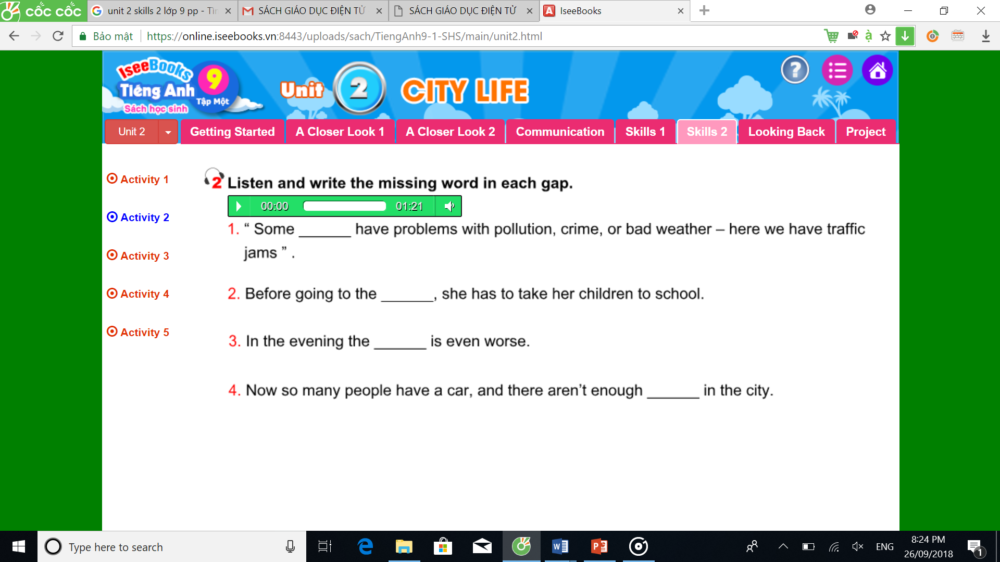 cốc cốc
unit 2 skills 2 lớp 9 pp - Tìr
SÁCH GIÁO DỤC ĐIỆN TỬ
SÁCH GIÁO DỤC ĐIỆN TỬ
IseeBooks
Bảo mật
https://online.iseebooks.vn:8443/uploads/sach/TiengAnh9-1-SHS/main/unit2.html
IseeBooks
Tiếng Anh 9
Tập Một
Sách học sinh
Unit 2 CITY LIFE
?
Unit 2
Getting Started
A Closer Look 1
A Closer Look 2
Communication
Skills 1
Skills 2
Looking Back
Project
Activity 1
Activity 2
Activity 3
Activity 4
Activity 5
2 Listen and write the missing word in each gap.
00:00 01:21
1. “ Some ______ have problems with pollution, crime, or bad weather – here we have traffic
jams ” .
2. Before going to the ______, she has to take her children to school.
3. In the evening the ______ is even worse.
4. Now so many people have a car, and there aren’t enough ______ in the city.
Type here to search
ENG
8:24 PM
26/09/2018
1